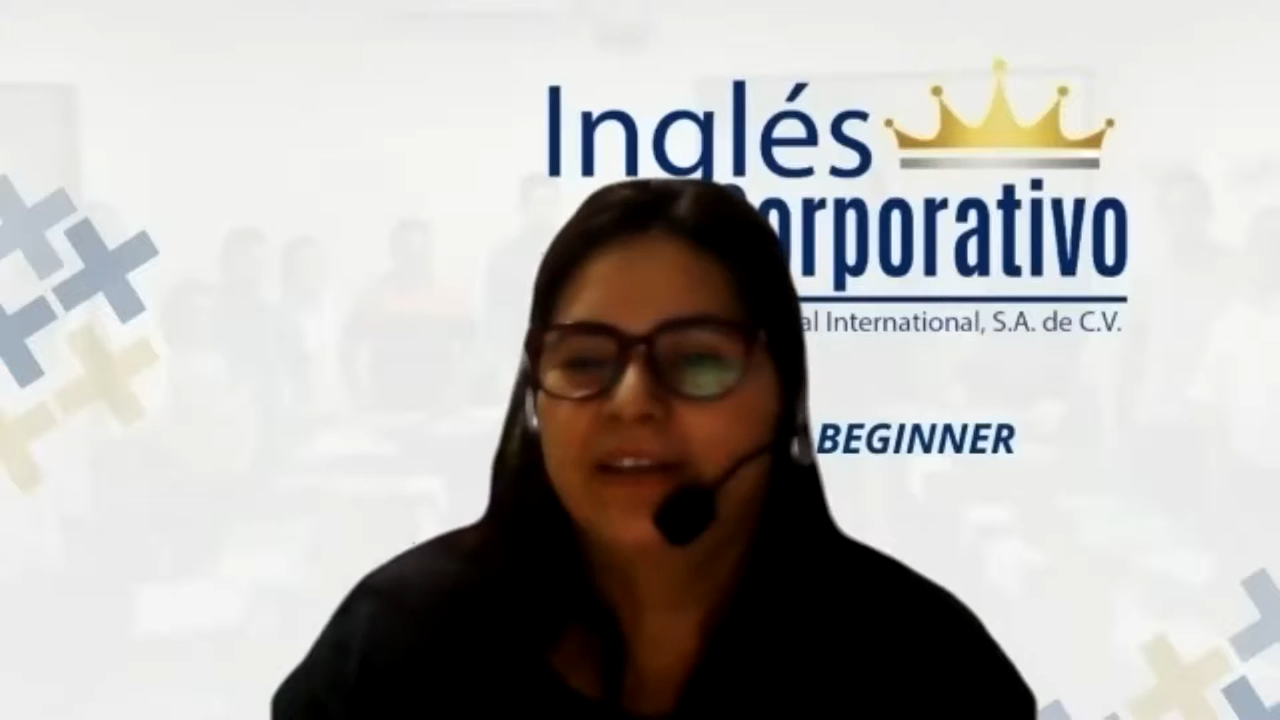 Inglés
orporativo
al International, S.A. de C.V.
BEGINNER